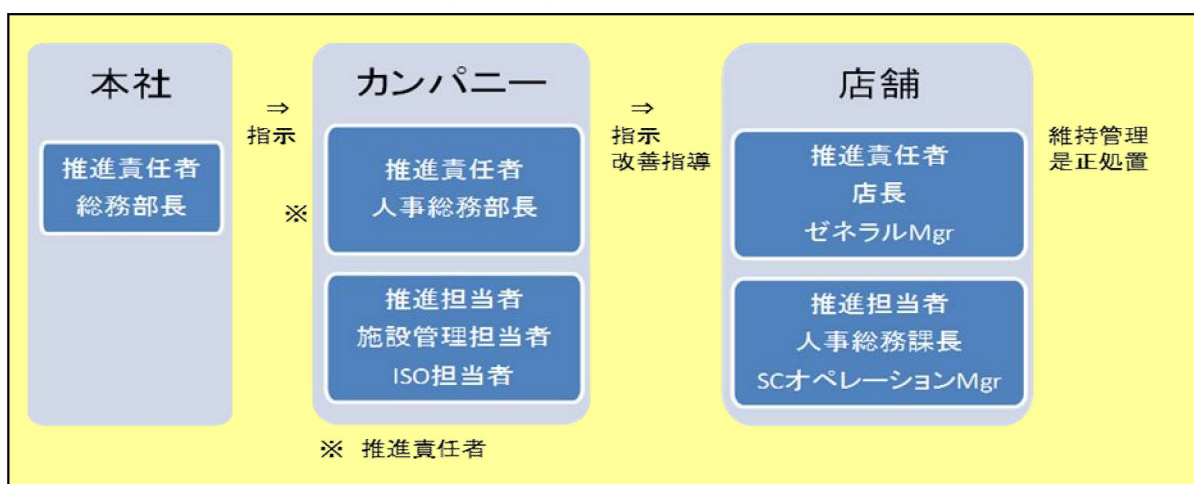 本社
推進責任者
総務部長
⇒
指示
※
カンパニー
推進責任者
人事総務部長
推進担当者
施設管理担当者
ISO担当者
※ 推進責任者
⇒
指示
改善指導
店舗
推進責任者
店長
ゼネラルMgr
推進担当者
人事総務課長
SCオペレーションMgr
維持管理
是正処置